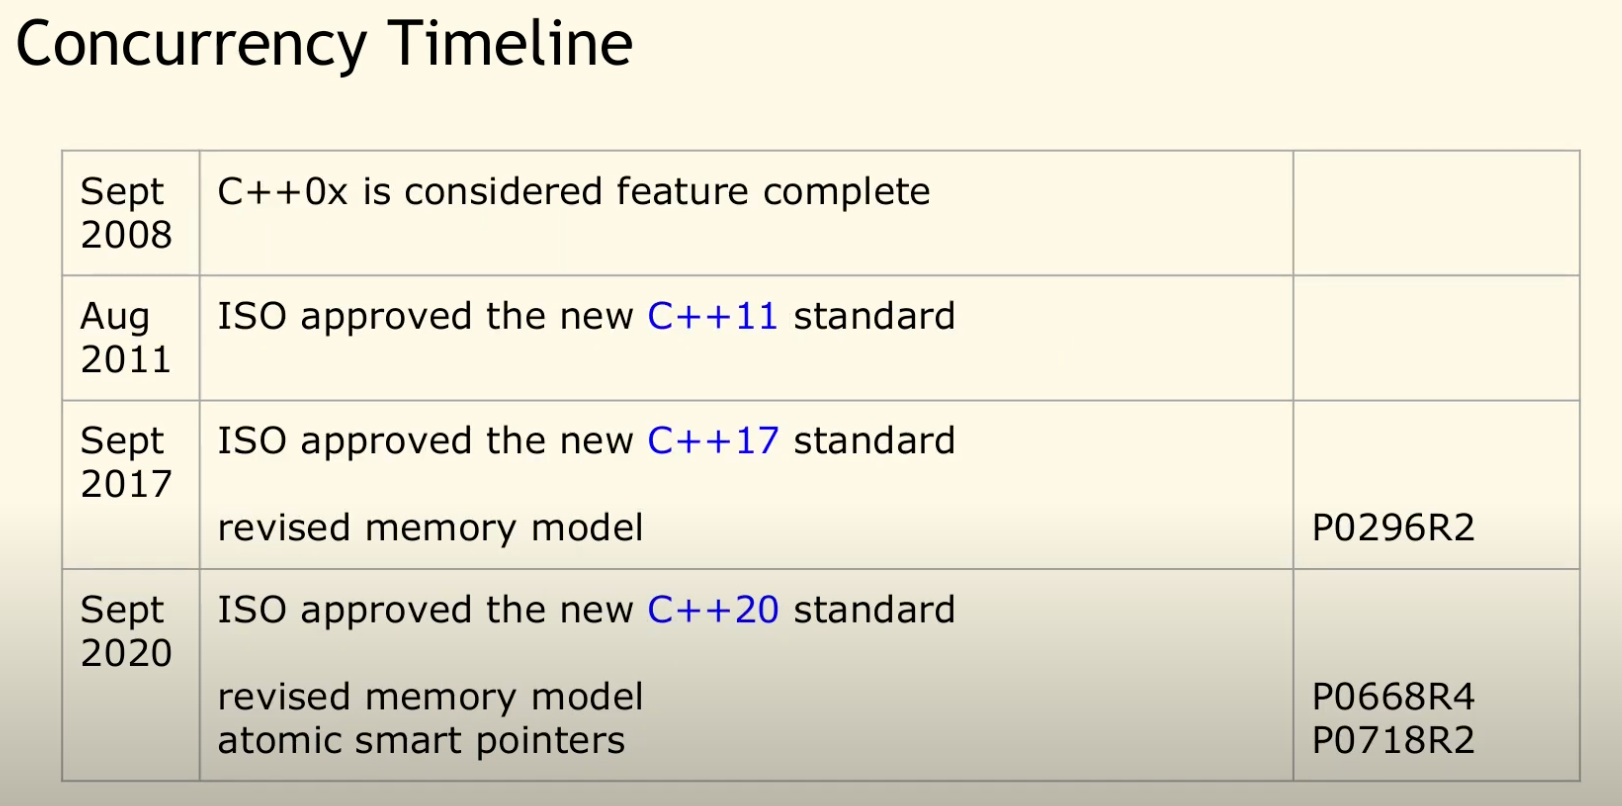 Concurrency Timeline
Sept
2008
C++0x is considered feature complete
Aug
2011
ISO approved the new C++11 standard
Sept
2017
ISO approved the new C++17 standard
revised memory model
P0296R2
Sept
2020
ISO approved the new C++20 standard
revised memory model
P0668R4
atomic smart pointers
P0718R2